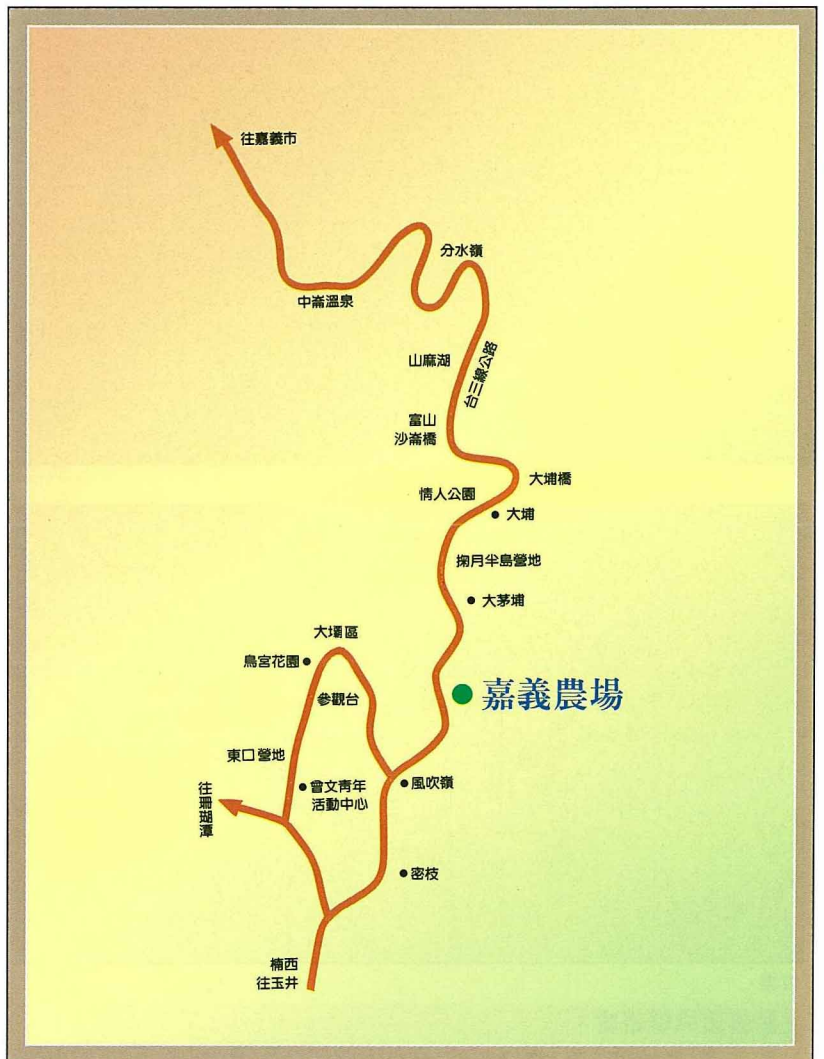 往嘉義市
分水嶺
中崙溫泉
山麻湖
台三線公路
富山
沙崙橋
大埔橋
情人公園
大埔
掬月半島營地
大茅埔
大壩區
鳥宮花園
參觀台
嘉義農場
東口營地
曾文青年
活動中心
風吹嶺
往珊瑚潭
密枝
楠西
往玉井